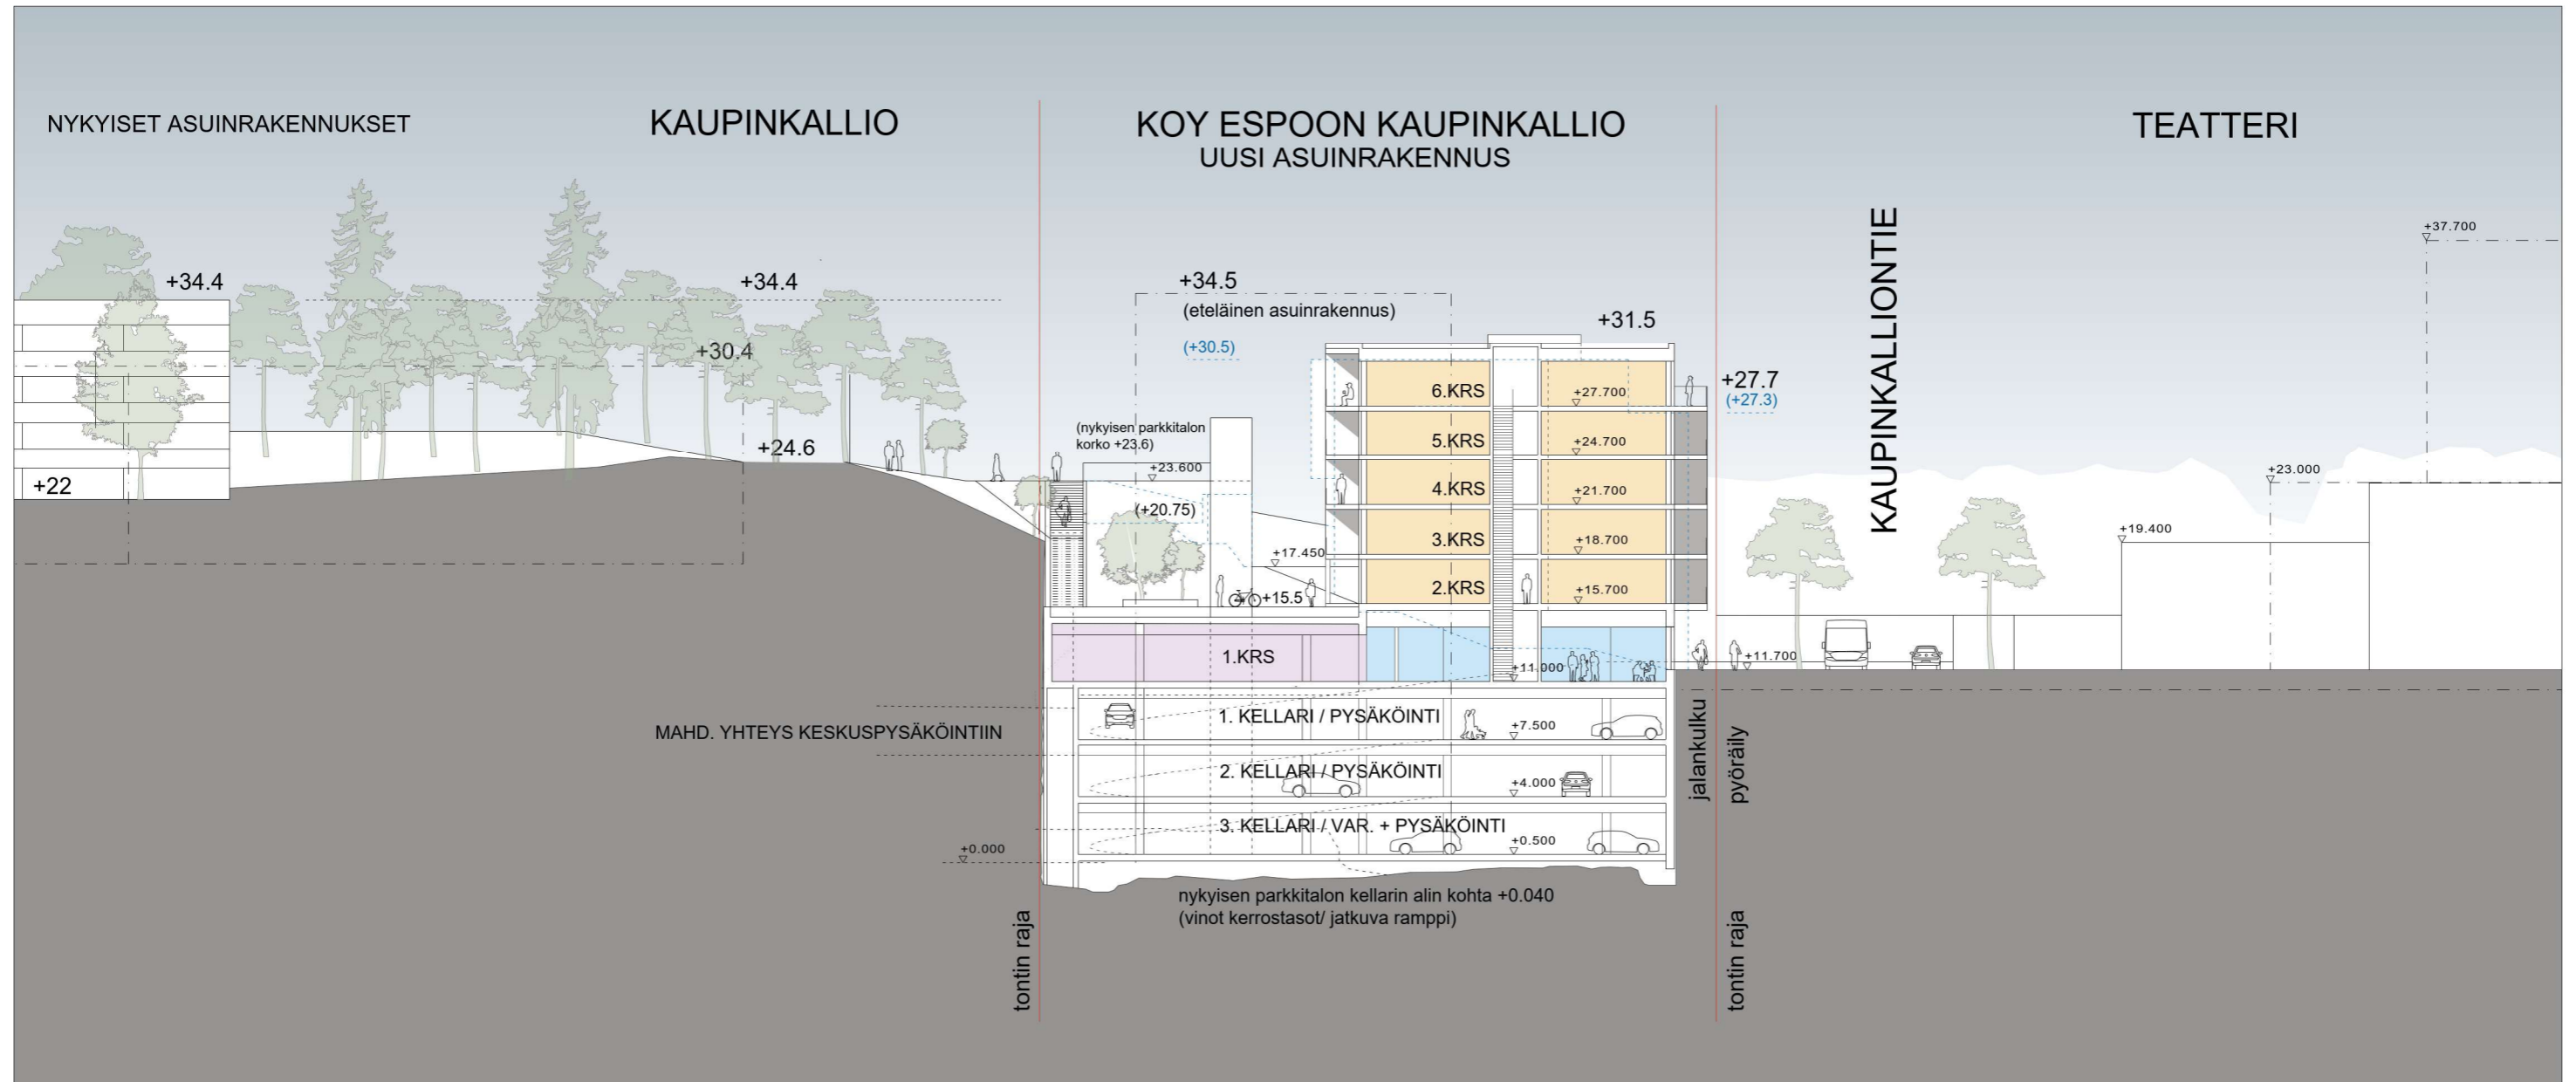 NYKYISET ASUINRAKENNUKSET
KAUPINKALLIO
KOY ESPOON KAUPINKALLIO
UUSI ASUINRAKENNUS
TEATTERI
KAUPINKALLIONTIE
+37.700
+34.4
+34.4
+34.5
(eteläinen asuinrakennus)
(+30.5)
+31.5
+30.4
+27.7
(+27.3)
6.KRS
+27.700
(nykyisen parkkitalon
korko +23.6)
5.KRS
+24.700
+24.6
+23.600
+23.000
+22
4.KRS
+21.700
(+20.75)
+19.400
3.KRS
+18.700
+17.450
2.KRS
+15.700
+15.5
1.KRS
+11.000
+11.700
MAHD. YHTEYS KESKUSPYSÄKÖINTIIN
1. KELLARI / PYSÄKÖINTI
+7.500
jalankulku
pyöräily
2. KELLARI / PYSÄKÖINTI
+4.000
3. KELLARI / VAR. + PYSÄKÖINTI
+0.500
+0.000
nykyisen parkkitalon kellarin alin kohta +0.040
(vinot kerrostasot/ jatkuva ramppi)
tontin raja
tontin raja